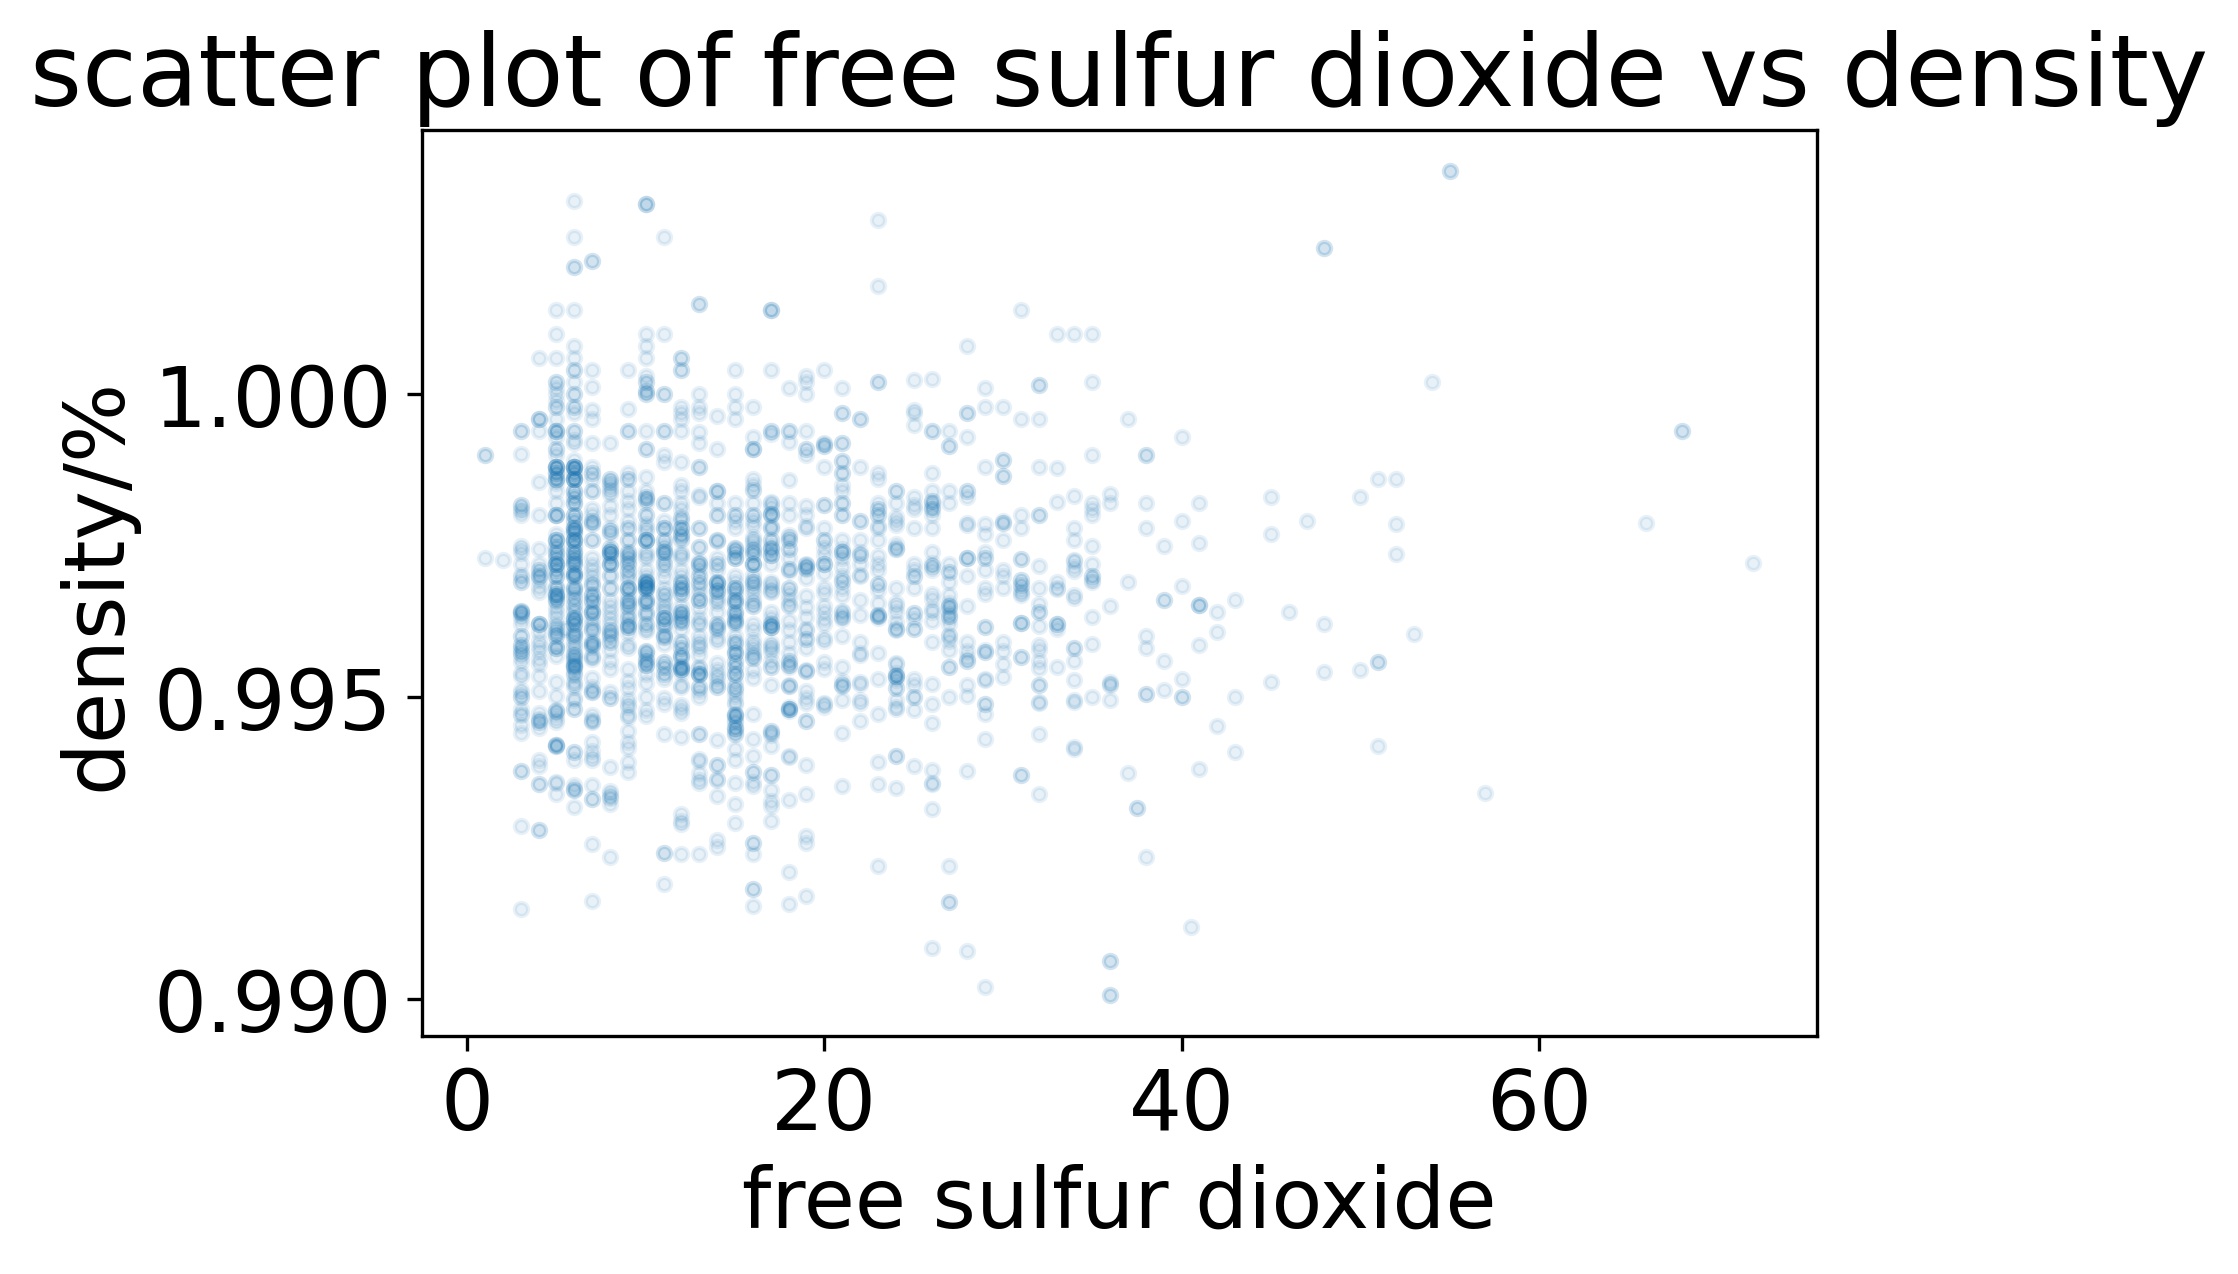 scatter plot of free sulfur dioxide vs density
density/%
1.000
0.995
0.990
0 20 40 60
free sulfur dioxide